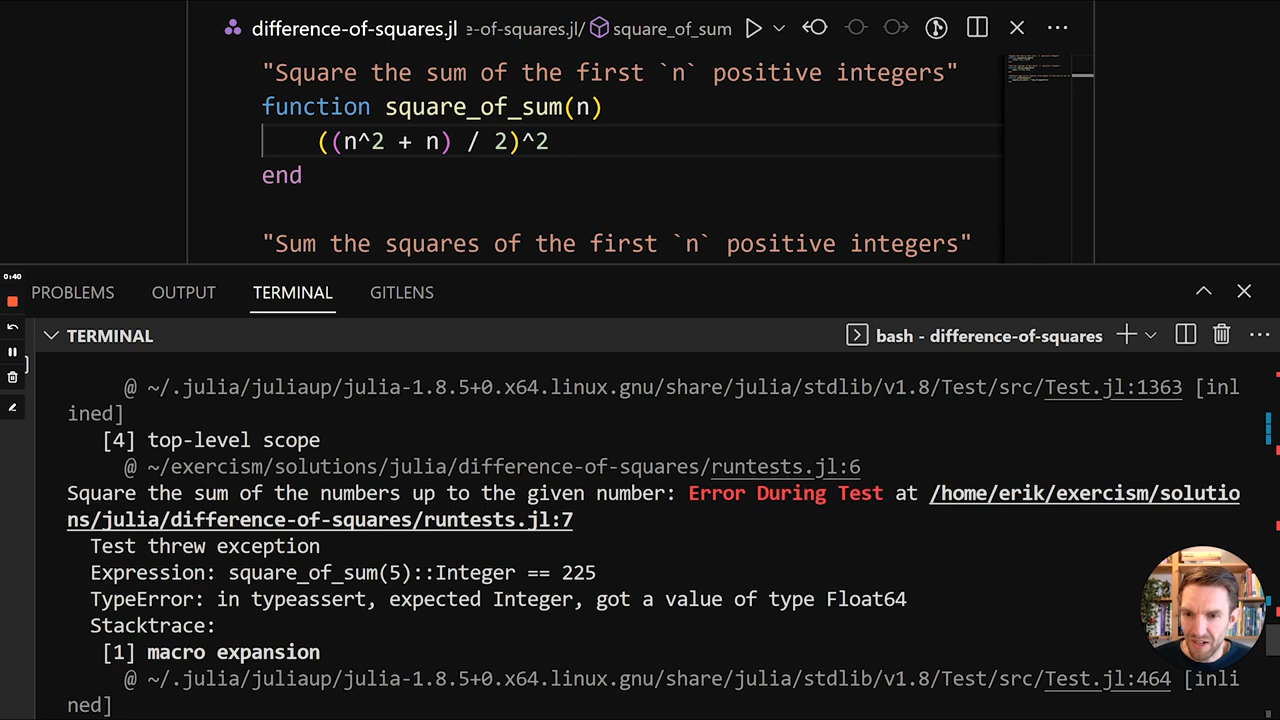 difference-of-squares.jl e-of-squares.jl/ square_of_sum
"Square the sum of the first `n` positive integers"
function square_of_sum(n)
((n^2 + n) / 2)^2
end
"Sum the squares of the first `n` positive integers"
0:40
PROBLEMS OUTPUT TERMINAL GITLENS
TERMINAL
bash - difference-of-squares
@ ~/.julia/juliaup/julia-1.8.5+0.x64.linux.gnu/share/julia/stdlib/v1.8/Test/src/Test.jl:1363 [inl
ined]
[4] top-level scope
@ ~/exercism/solutions/julia/difference-of-squares/runtests.jl:6
Square the sum of the numbers up to the given number: Error During Test at /home/erik/exercism/solutio
ns/julia/difference-of-squares/runtests.jl:7
Test threw exception
Expression: square_of_sum(5)::Integer == 225
TypeError: in typeassert, expected Integer, got a value of type Float64
Stacktrace:
[1] macro expansion
@ ~/.julia/juliaup/julia-1.8.5+0.x64.linux.gnu/share/julia/stdlib/v1.8/Test/src/Test.jl:464 [inli
ned]